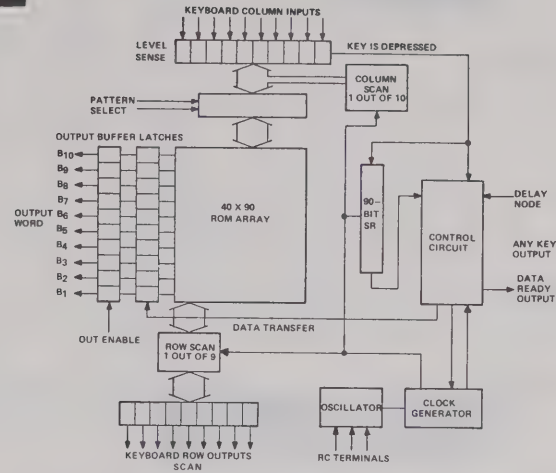 KEYBOARD COLUMN INPUTS
LEVEL
SENSE
KEY IS DEPRESSED
COLUMN
SCAN
1 OUT OF 10
PATTERN
SELECT
OUTPUT BUFFER LATCHES
B10
B9
B8
B7
B6
B5
B4
B3
B2
B1
OUTPUT
WORD
40 X 90
ROM ARRAY
90-
BIT
SR
CONTROL
CIRCUIT
DELAY
NODE
ANY KEY
OUTPUT
DATA
READY
OUTPUT
OUT ENABLE
DATA TRANSFER
ROW SCAN
1 OUT OF 9
OSCILLATOR
CLOCK
GENERATOR
RC TERMINALS
KEYBOARD ROW OUTPUTS
SCAN